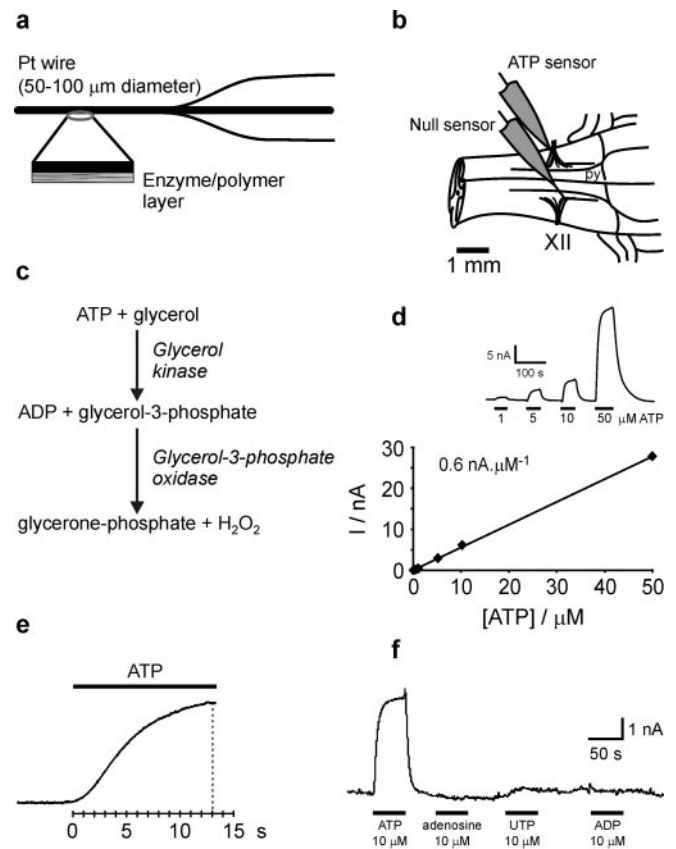 a
Pt wire
(50-100 μm diameter)
Enzyme/polymer
layer
b
ATP sensor
Null sensor
py
XII
1 mm
c
ATP + glycerol
Glycerol
kinase
ADP + glycerol-3-phosphate
Glycerol-3-phosphate
oxidase
glycerone-phosphate + H₂O₂
d
5 nA
100 s
1 5 10 50 μM ATP
30
20
10
0
I / nA
0.6 nA.μM⁻¹
0 10 20 30 40 50
[ATP] / μM
e
ATP
0 5 10 15 s
f
1 nA
50 s
ATP adenosine UTP ADP
10 μM 10 μM 10 μM 10 μM